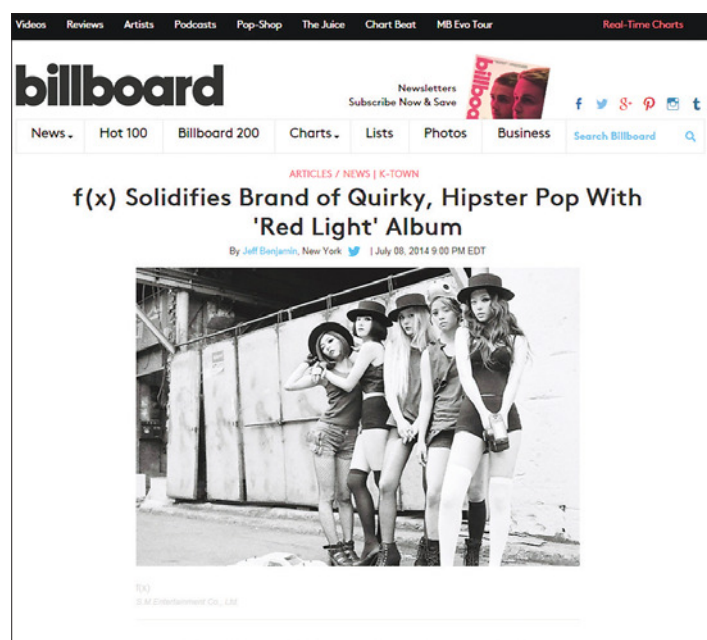 Videos Reviews Artists Podcasts Pop-Shop The Juice Chart Beat MB Evo Tour Real-Time Charts
billboard
Newsletters
Subscribe Now & Save
billboa
News Hot 100 Billboard 200 Charts Lists Photos Business Search Billboard
ARTICLES / NEWS | K-TOWN
f(x) Solidifies Brand of Quirky, Hipster Pop With
'Red Light' Album
By Jeff Benjamin, New York | July 08, 2014 9:00 PM EDT
f(x)
S.M.Entertainment Co., Ltd